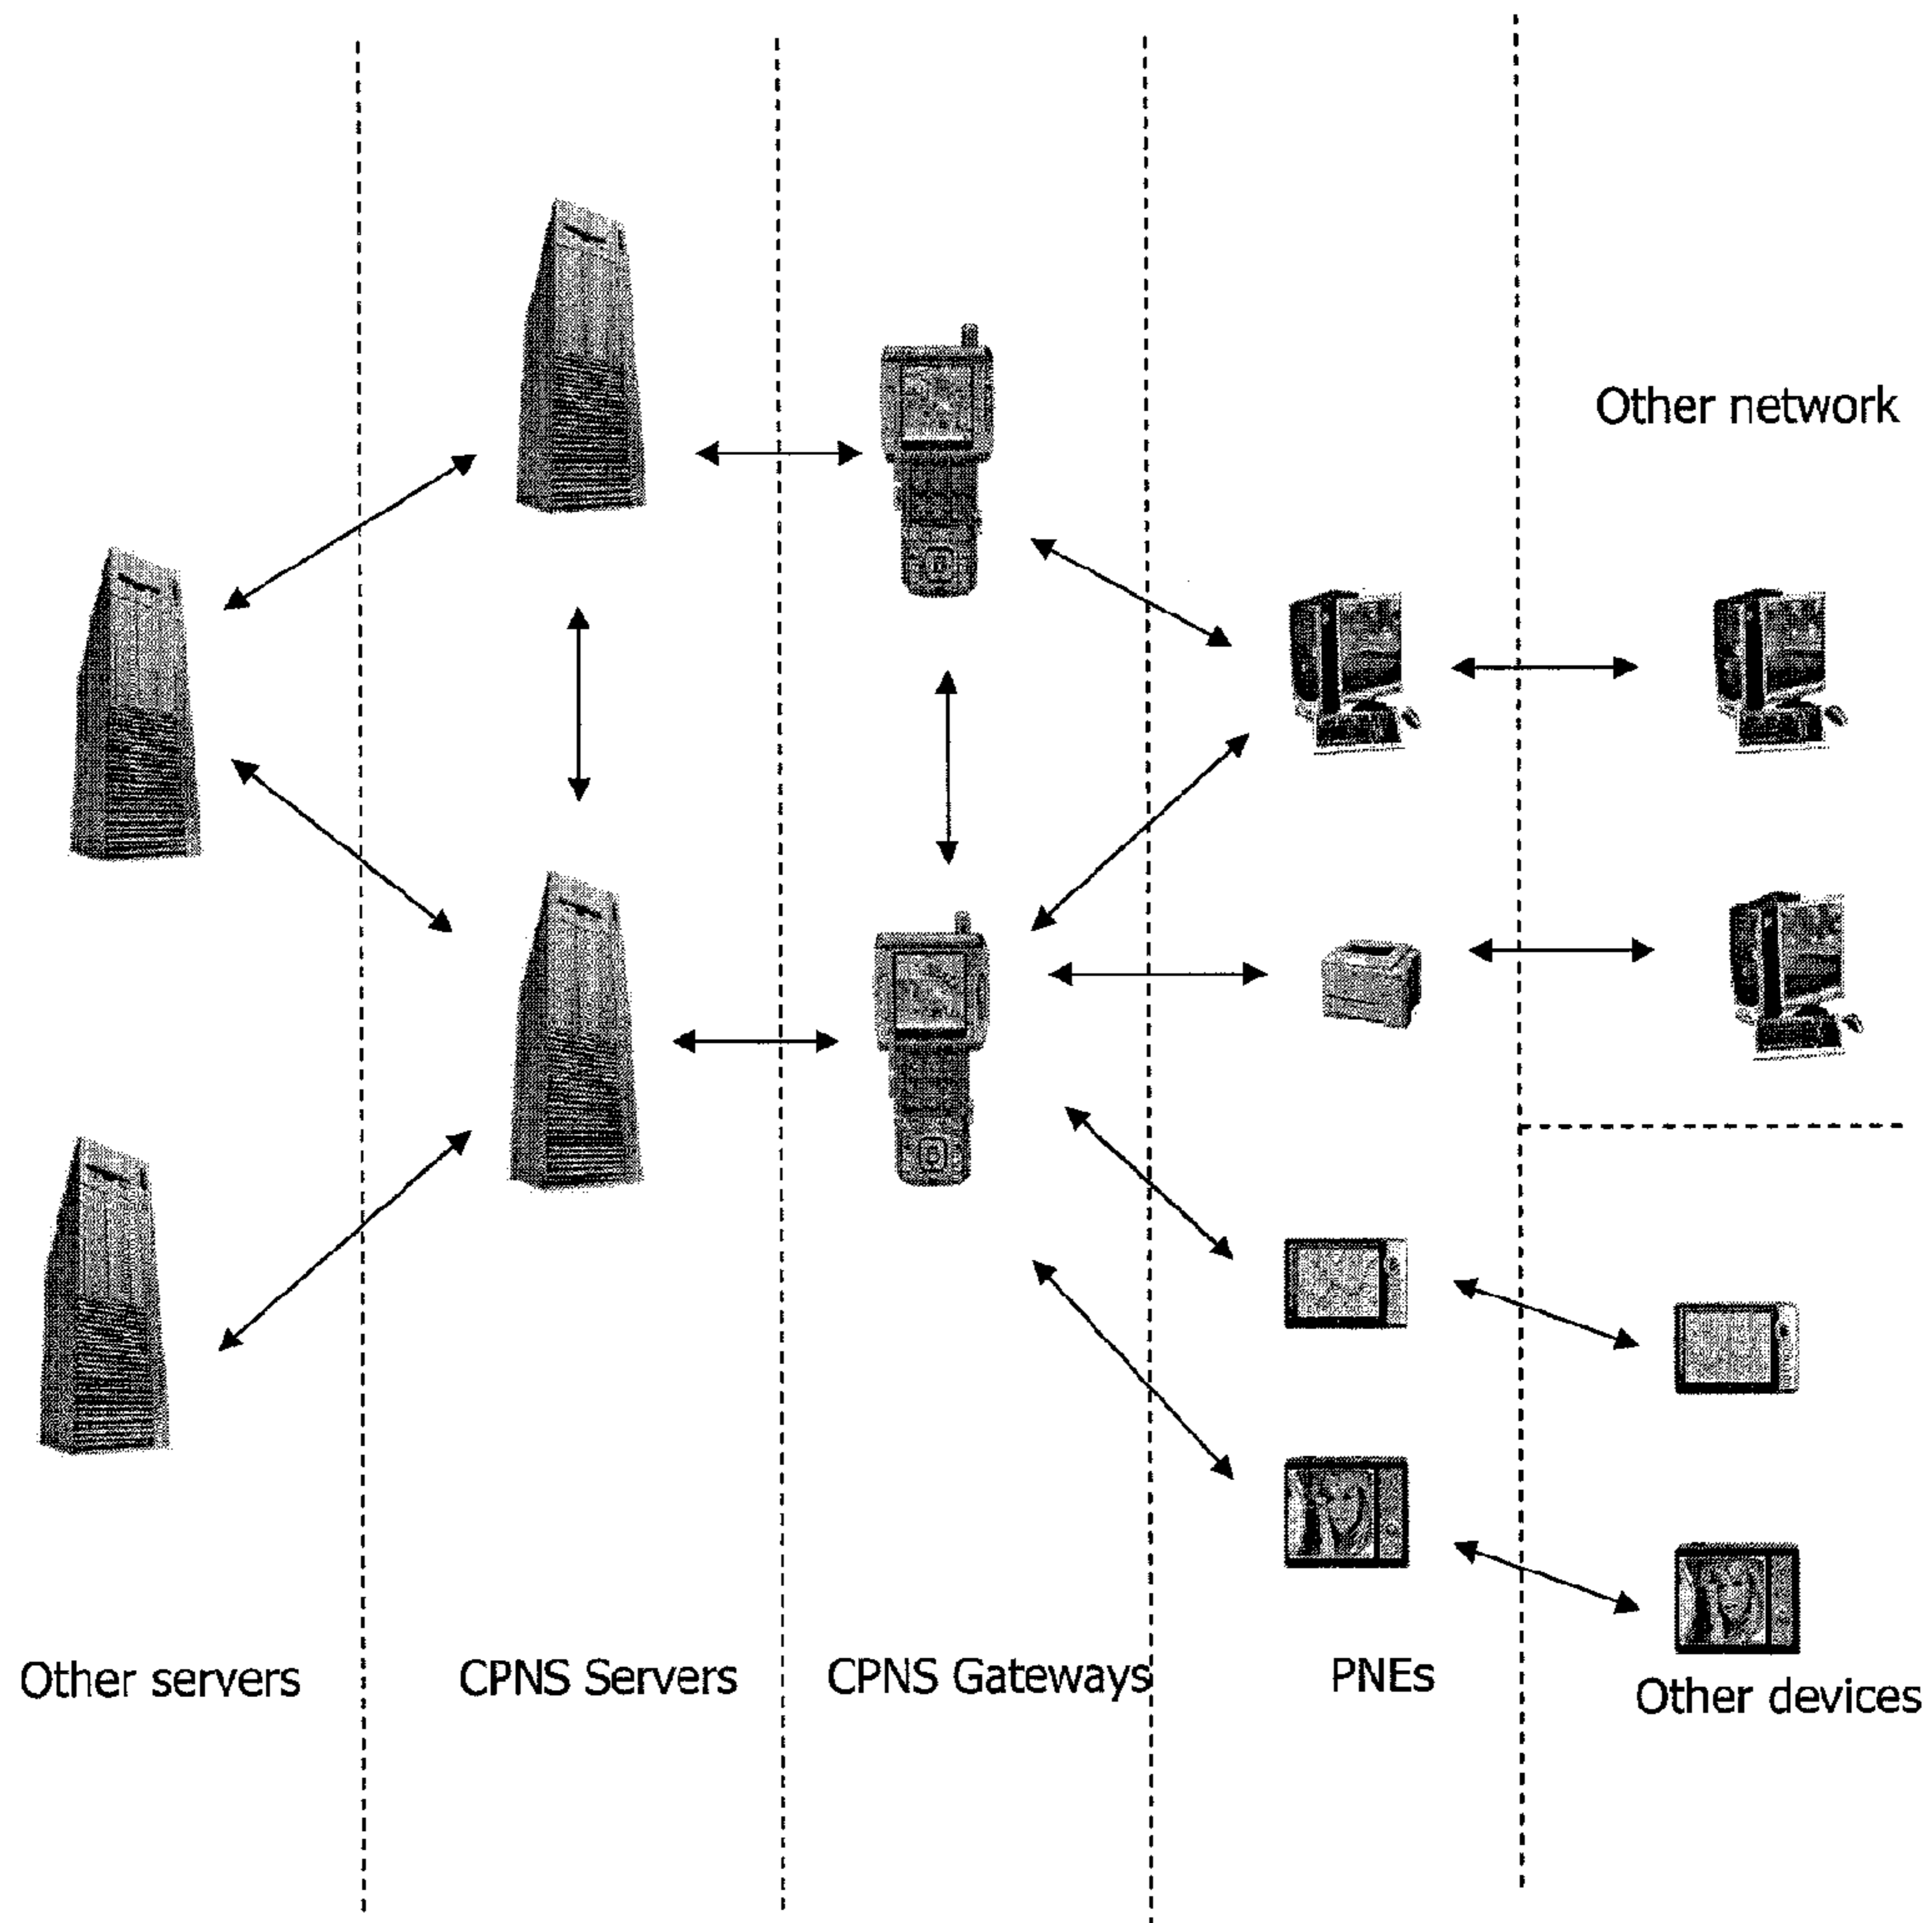 Other network
Other servers
CPNS Servers
CPNS Gateways
PNEs
Other devices